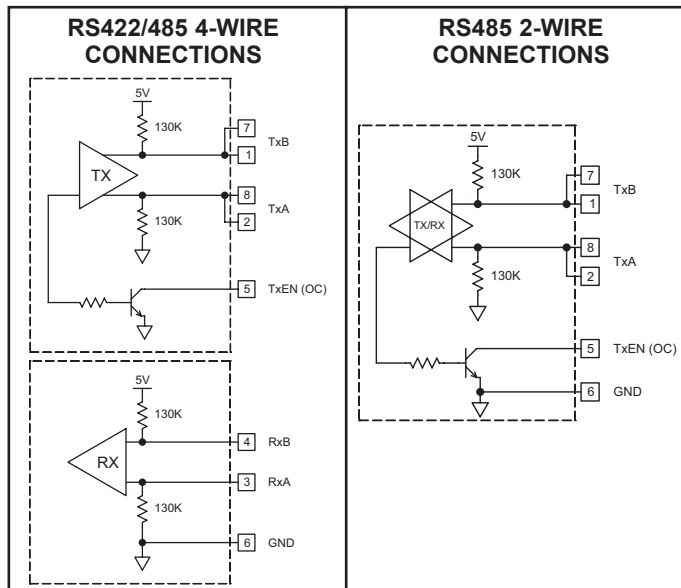 RS422/485 4-WIRE
CONNECTIONS
5V
130K
7
TxB
1
TX
8
TxA
130K
2
5
TxEN (OC)
5V
130K
4
RxB
RX
3
RxA
130K
6
GND
RS485 2-WIRE
CONNECTIONS
5V
130K
7
TxB
1
TX/RX
8
TxA
130K
2
5
TxEN (OC)
6
GND